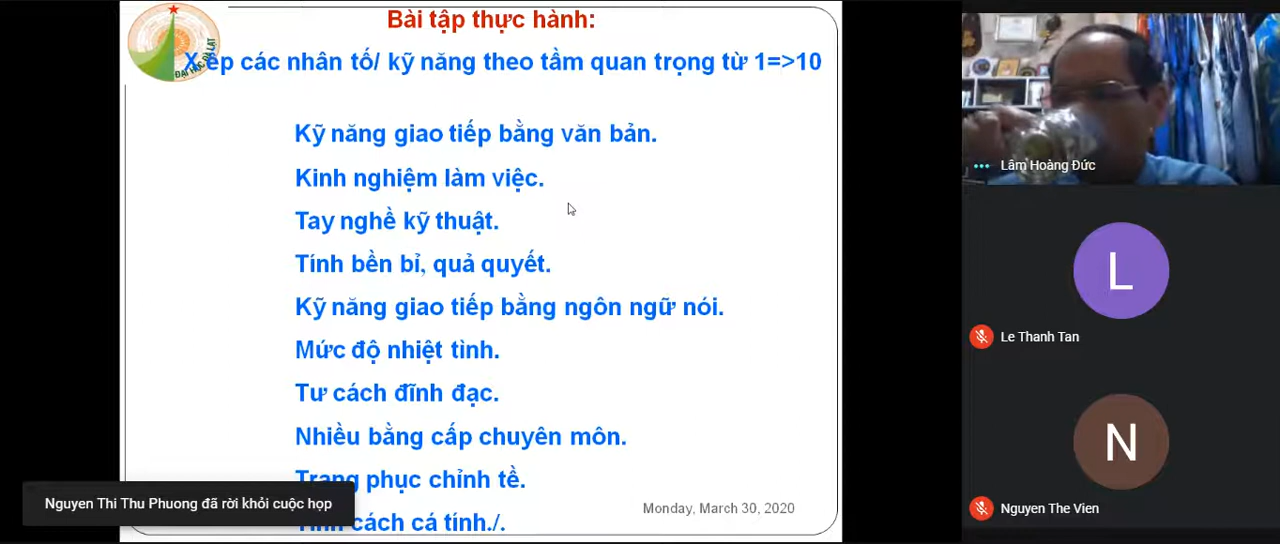 Bài tập thực hành:
Xếp các nhân tố/ kỹ năng theo tầm quan trọng từ 1=>10
ĐẠI HỌC ĐÀ LẠT
Kỹ năng giao tiếp bằng văn bản.
Kinh nghiệm làm việc.
Tay nghề kỹ thuật.
Tính bền bỉ, quả quyết.
Kỹ năng giao tiếp bằng ngôn ngữ nói.
Mức độ nhiệt tình.
Tư cách đĩnh đạc.
Nhiều bằng cấp chuyên môn.
Trang phục chỉnh tề.
cách cá tính./.
Monday, March 30, 2020
Nguyen Thi Thu Phuong đã rời khỏi cuộc họp
Lâm Hoàng Đức
L
Le Thanh Tan
N
Nguyen The Vien